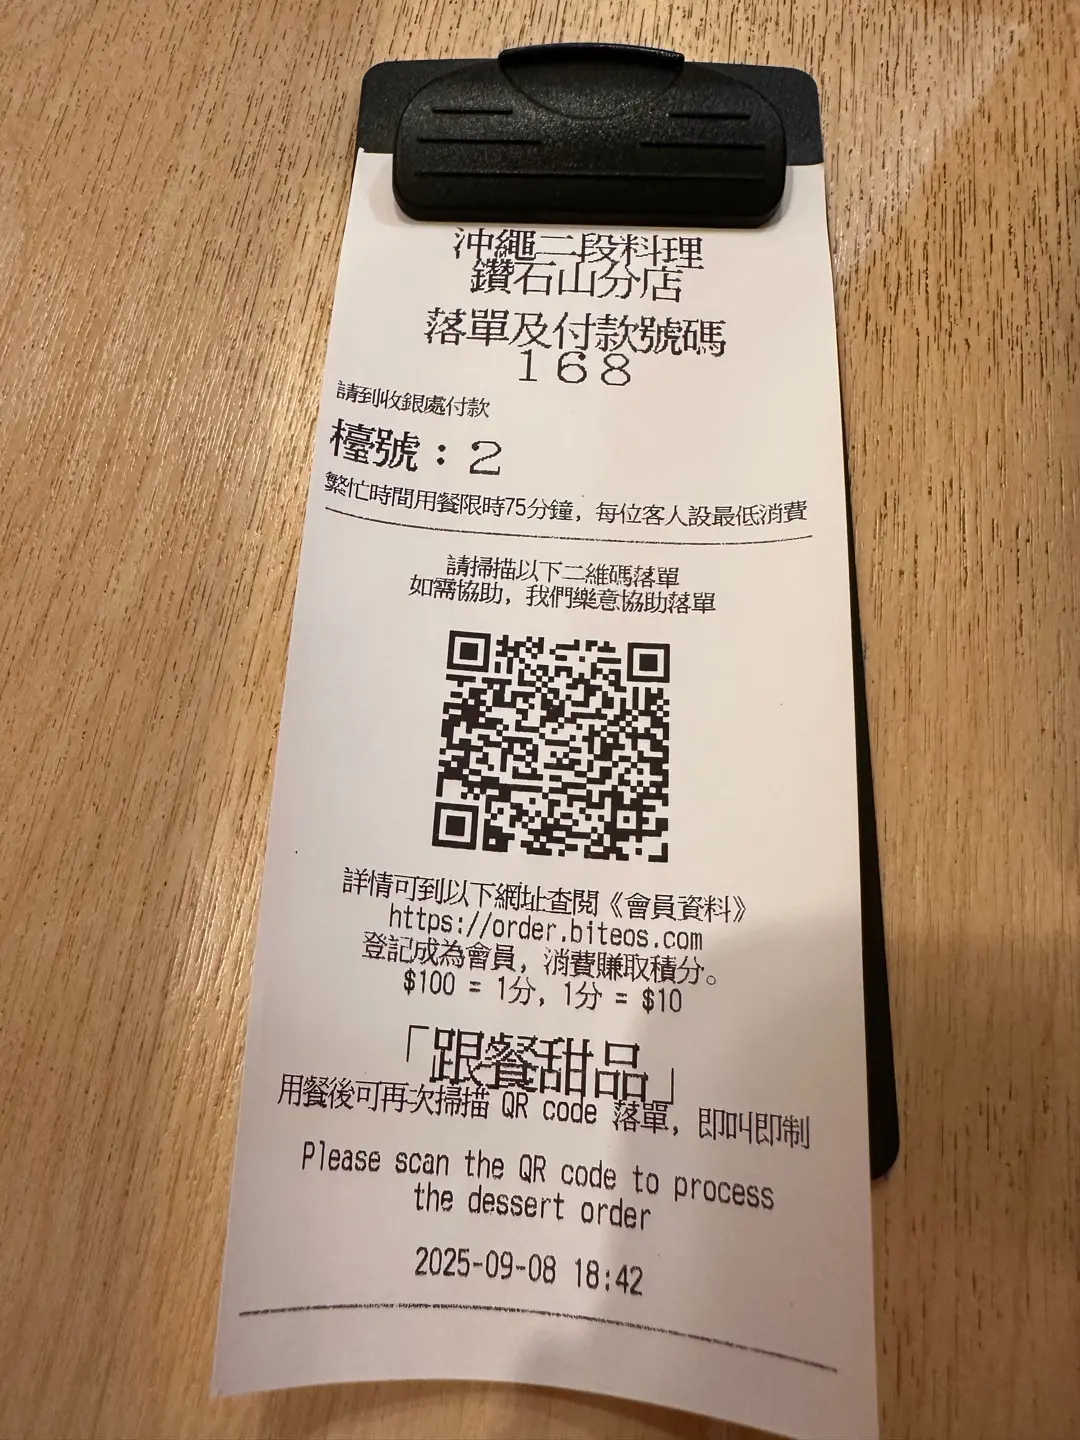 沖繩二段料理
鑽石山分店
落單及付款號碼
168
請到收銀處付款
檯號：2
繁忙時間用餐限時75分鐘，每位客人設最低消費
請掃描以下二維碼落單
如需協助，我們樂意協助落單
詳情可到以下網址查閱《會員資料》
https://order.biteos.com
登記成為會員，消費賺取積分。
$100 = 1分，1分 = $10
「跟餐甜品」
用餐後可再次掃描 QR code 落單，即叫即制
Please scan the QR code to process
the dessert order
2025-09-08 18:42